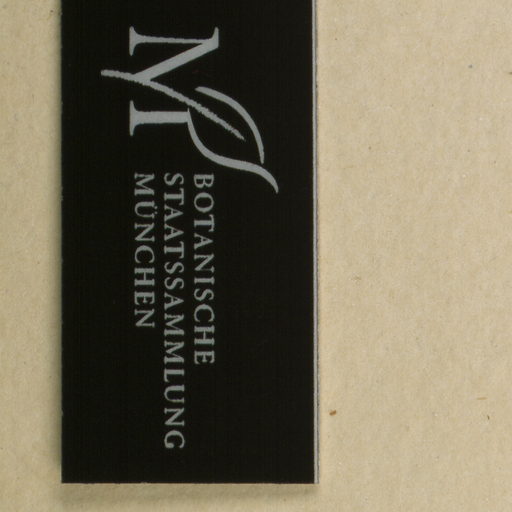 M
BOTANISCHE
STAATSSAMMLUNG
MÜNCHEN